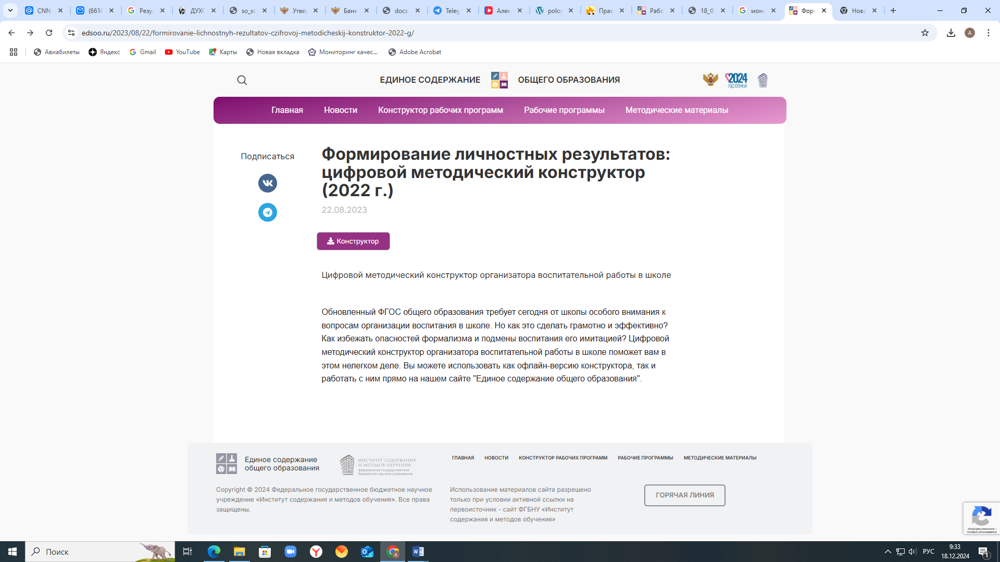 CNN
(661(
Резу
ДУХС
so_sc
Утве
Банк
docs.
Teleg
Алек
poloc
Прав
Рабо
18_Ф
мони
Фор
Нова
edsoo.ru/2023/08/22/formirovanie-lichnostnyh-rezultatov-czifrovoj-metodicheskij-konstruktor-2022-g/
A
Авиабилеты
Яндекс
Gmail
YouTube
Карты
Новая вкладка
Мониторинг качес...
Adobe Acrobat
ЕДИНОЕ СОДЕРЖАНИЕ ОБЩЕГО ОБРАЗОВАНИЯ
2024
ГОД СЕМЬИ
Главная Новости Конструктор рабочих программ Рабочие программы Методические материалы
Подписаться
Формирование личностных результатов:
цифровой методический конструктор
(2022 г.)
22.08.2023
Конструктор
Цифровой методический конструктор организатора воспитательной работы в школе
Обновленный ФГОС общего образования требует сегодня от школы особого внимания к
вопросам организации воспитания в школе. Но как это сделать грамотно и эффективно?
Как избежать опасностей формализма и подмены воспитания его имитацией? Цифровой
методический конструктор организатора воспитательной работы в школе поможет вам в
этом нелегком деле. Вы можете использовать как офлайн-версию конструктора, так и
работать с ним прямо на нашем сайте "Единое содержание общего образования".
Единое содержание
общего образования
ИНСТИТУТ СОДЕРЖАНИЯ
И МЕТОДОВ ОБУЧЕНИЯ
федеральное государственное
бюджетное научное учреждение
ГЛАВНАЯ НОВОСТИ КОНСТРУКТОР РАБОЧИХ ПРОГРАММ РАБОЧИЕ ПРОГРАММЫ МЕТОДИЧЕСКИЕ МАТЕРИАЛЫ
Copyright © 2024 Федеральное государственное бюджетное научное
учреждение «Институт содержания и методов обучения». Все права
защищены.
Использование материалов сайта разрешено
только при условии активной ссылки на
первоисточник - сайт ФГБНУ «Институт
содержания и методов обучения»
ГОРЯЧАЯ ЛИНИЯ
Конфиденциальность -
Условия использования
Поиск
РУС
9:33
18.12.2024
1